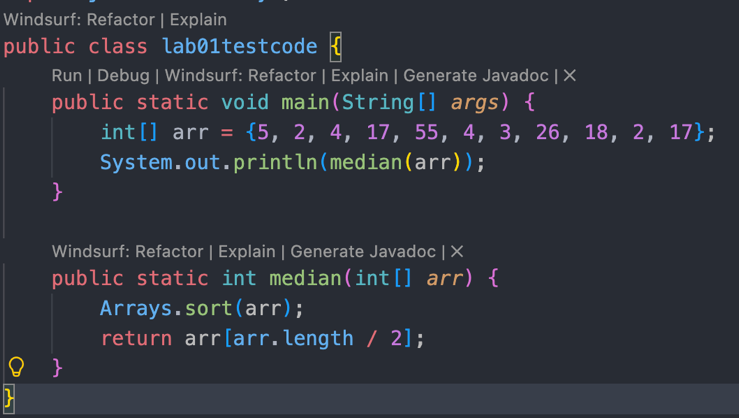 Windsurf: Refactor | Explain
public class lab01testcode {
Run | Debug | Windsurf: Refactor | Explain | Generate Javadoc | ×
public static void main(String[] args) {
int[] arr = {5, 2, 4, 17, 55, 4, 3, 26, 18, 2, 17};
System.out.println(median(arr));
}
Windsurf: Refactor | Explain | Generate Javadoc | ×
public static int median(int[] arr) {
Arrays.sort(arr);
return arr[arr.length / 2];
}
}